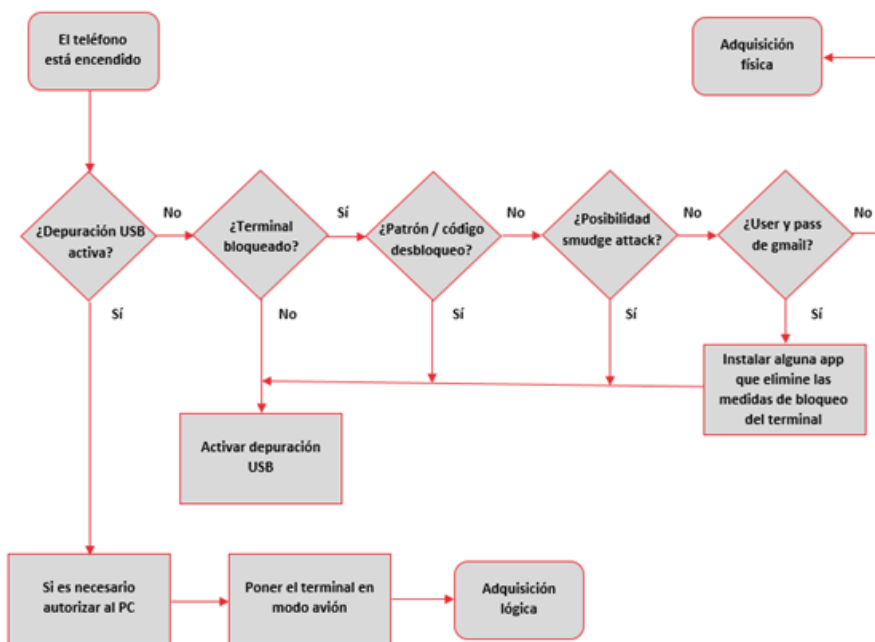 El teléfono
está encendido
Adquisición
física
¿Depuración USB
activa?
No
¿Terminal
bloqueado?
Sí
¿Patrón / código
desbloqueo?
No
¿Posibilidad
smudge attack?
No
¿User y pass
de gmail?
No
Sí
No
Sí
Sí
Sí
Instalar alguna app
que elimine las
medidas de bloqueo
del terminal
Activar depuración
USB
Si es necesario
autorizar al PC
Poner el terminal en
modo avión
Adquisición
lógica